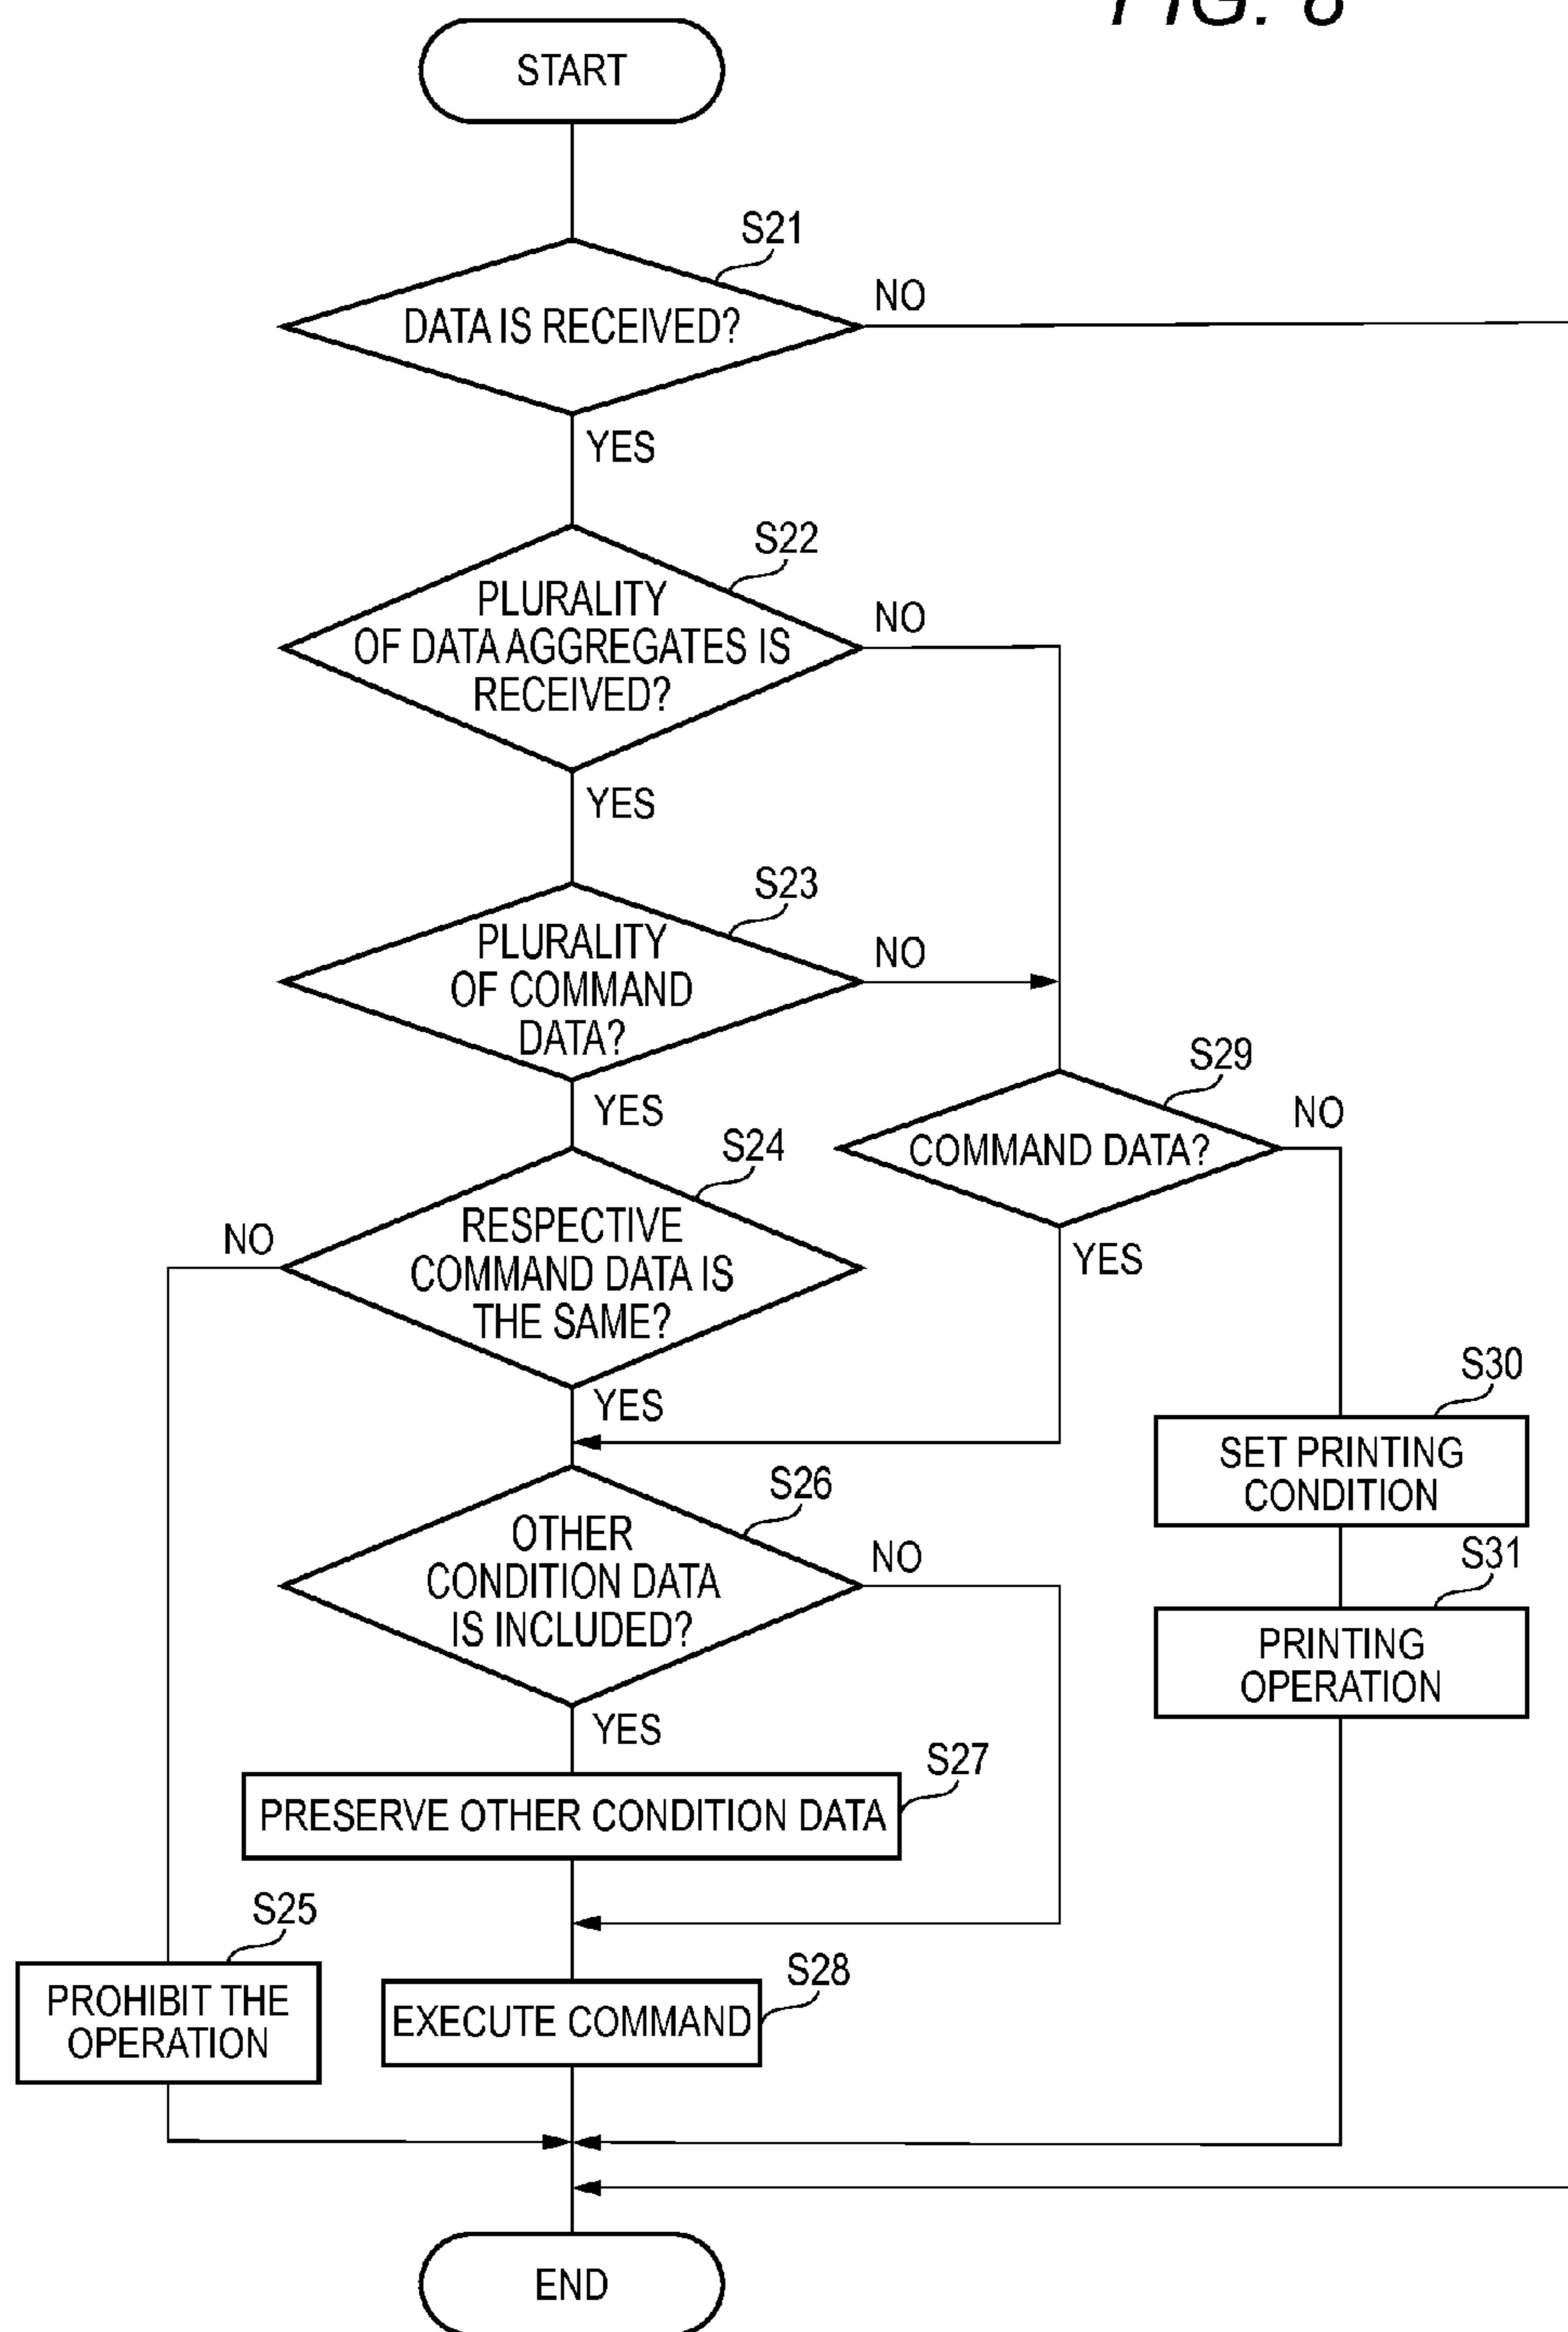 FIG. 8
START
S21
DATA IS RECEIVED?
NO
YES
S22
PLURALITY
OF DATA AGGREGATES IS
RECEIVED?
NO
YES
S23
PLURALITY
OF COMMAND
DATA?
NO
YES
S29
COMMAND DATA?
NO
YES
S24
RESPECTIVE
COMMAND DATA IS
THE SAME?
NO
YES
S30
SET PRINTING
CONDITION
S31
PRINTING
OPERATION
S26
OTHER
CONDITION DATA
IS INCLUDED?
NO
YES
S27
PRESERVE OTHER CONDITION DATA
S25
PROHIBIT THE
OPERATION
S28
EXECUTE COMMAND
END